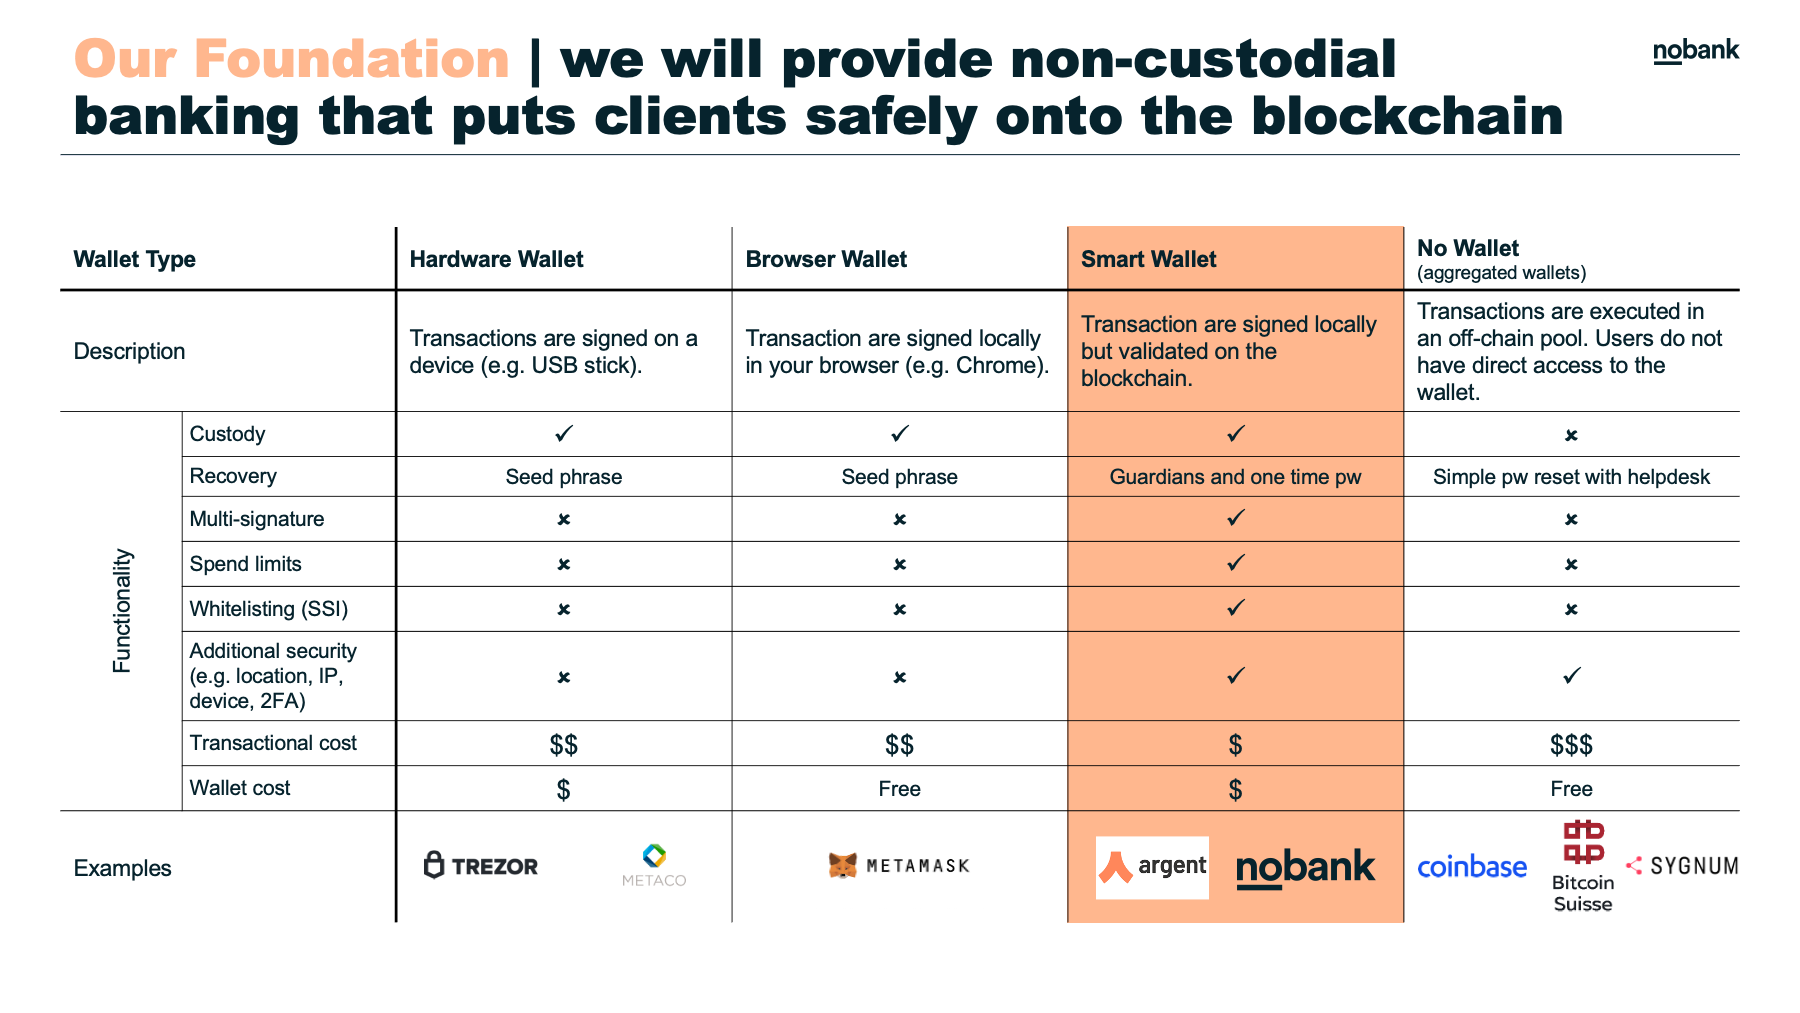 Our Foundation | we will provide non-custodial
banking that puts clients safely onto the blockchain
nobank
Wallet Type
Hardware Wallet
Browser Wallet
Smart Wallet
No Wallet
(aggregated wallets)
Description
Transactions are signed on a
device (e.g. USB stick).
Transaction are signed locally
in your browser (e.g. Chrome).
Transaction are signed locally
but validated on the
blockchain.
Transactions are executed in
an off-chain pool. Users do not
have direct access to the
wallet.
Functionality
Custody ✓ ✓ ✓ ✗
Recovery Seed phrase Seed phrase Guardians and one time pw Simple pw reset with helpdesk
Multi-signature ✗ ✗ ✓ ✗
Spend limits ✗ ✗ ✓ ✗
Whitelisting (SSI) ✗ ✗ ✓ ✗
Additional security
(e.g. location, IP,
device, 2FA)
✗ ✗ ✓ ✓
Transactional cost $$ $$ $ $$$
Wallet cost $ Free $ Free
Examples
TREZOR
METACO
METAMASK
argent
nobank
coinbase
Bitcoin
Suisse
SYGNUM